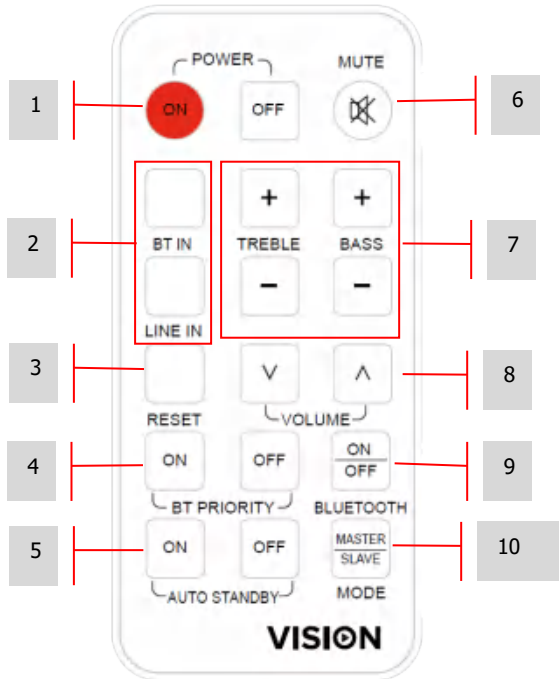 POWER
MUTE
1
ON
OFF
6
+
+
2
BT IN
TREBLE
BASS
7
−
−
LINE IN
3
∨
∧
8
RESET
VOLUME
4
ON
OFF
ON
OFF
9
BT PRIORITY
BLUETOOTH
5
ON
OFF
MASTER
SLAVE
10
AUTO STANDBY
MODE
VISION